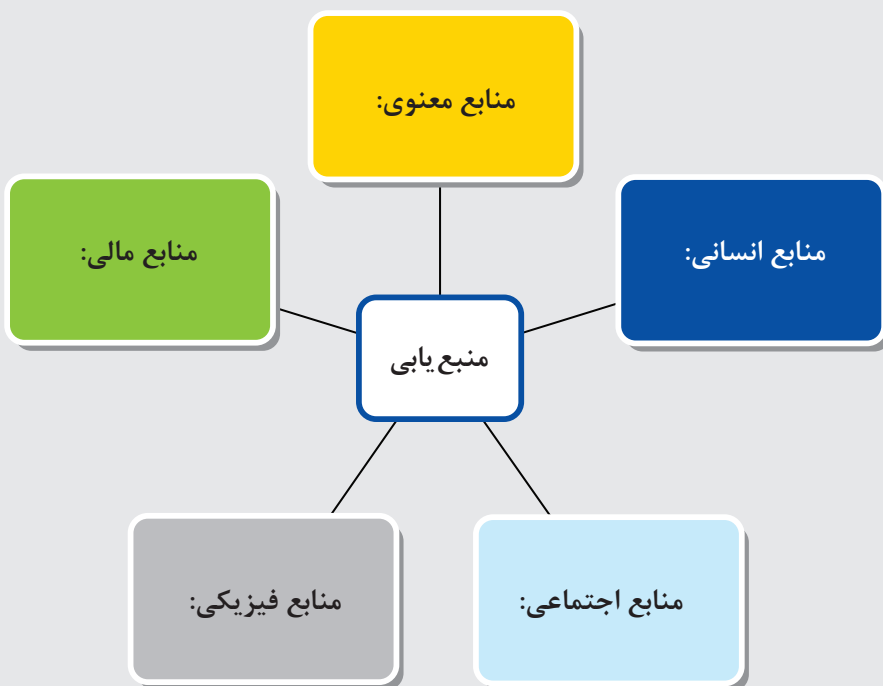 منابع معنوی:
منابع انسانی:
منابع مالی:
منبع‌یابی
منابع اجتماعی:
منابع فیزیکی: